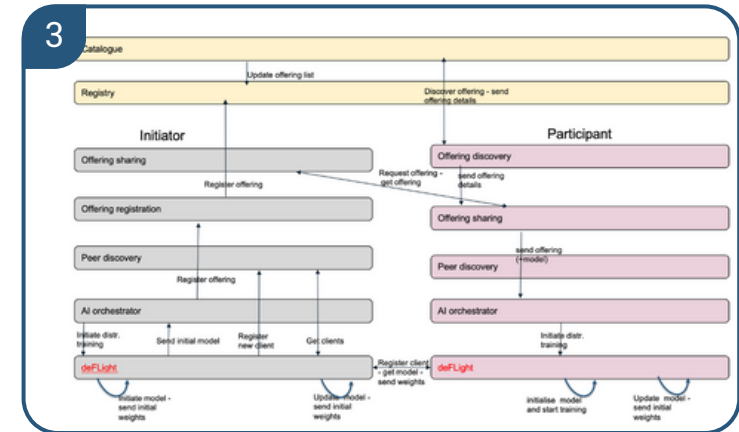 3
Catalogue
Update offering list
Registry
Discover offering - send
offering details
Initiator
Participant
Offering sharing
Offering discovery
Request offering -
get offering
send offering
details
Register offering
Offering registration
Offering sharing
Peer discovery
send offering
(+model)
Peer discovery
Register offering
AI orchestrator
AI orchestrator
Initiate distr.
training
Send initial model
Register
new client
Get clients
Initiate distr.
training
deFLight
Register client
- get model -
send weights
deFLight
Initiate model -
send initial
weights
Update model -
send initial
weights
initialise model
and start training
Update model -
send initial
weights